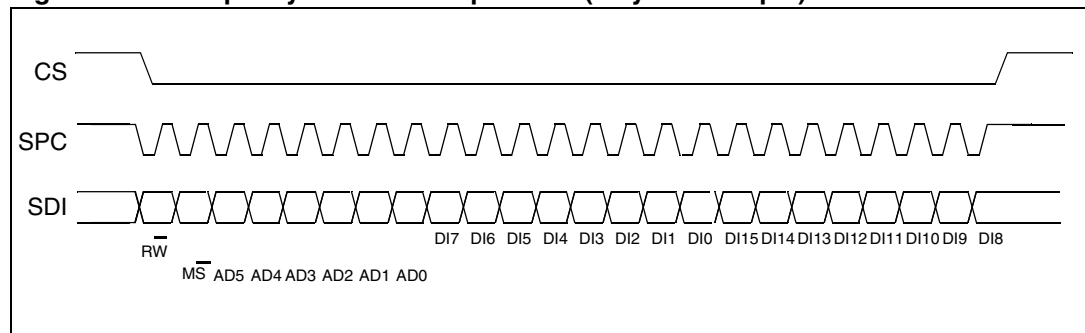 CS
SPC
SDI
DI7 DI6 DI5 DI4 DI3 DI2 DI1 DI0 DI15 DI14 DI13 DI12 DI11 DI10 DI9 DI8
RW
MS AD5 AD4 AD3 AD2 AD1 AD0